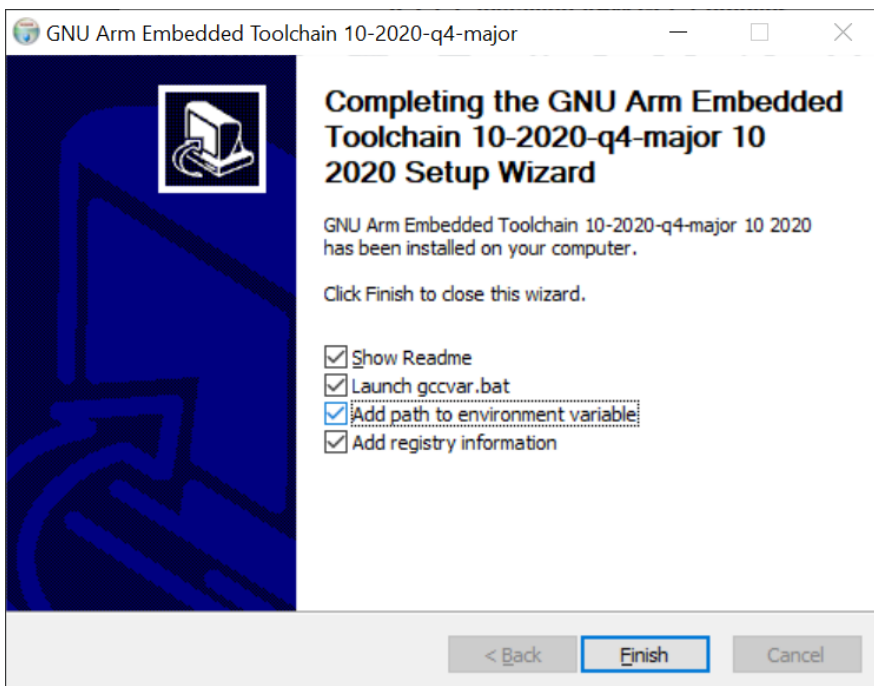 GNU Arm Embedded Toolchain 10-2020-q4-major
Completing the GNU Arm Embedded
Toolchain 10-2020-q4-major 10
2020 Setup Wizard
GNU Arm Embedded Toolchain 10-2020-q4-major 10 2020
has been installed on your computer.
Click Finish to close this wizard.
Show Readme
Launch gccvar.bat
Add path to environment variable
Add registry information
< Back Finish Cancel